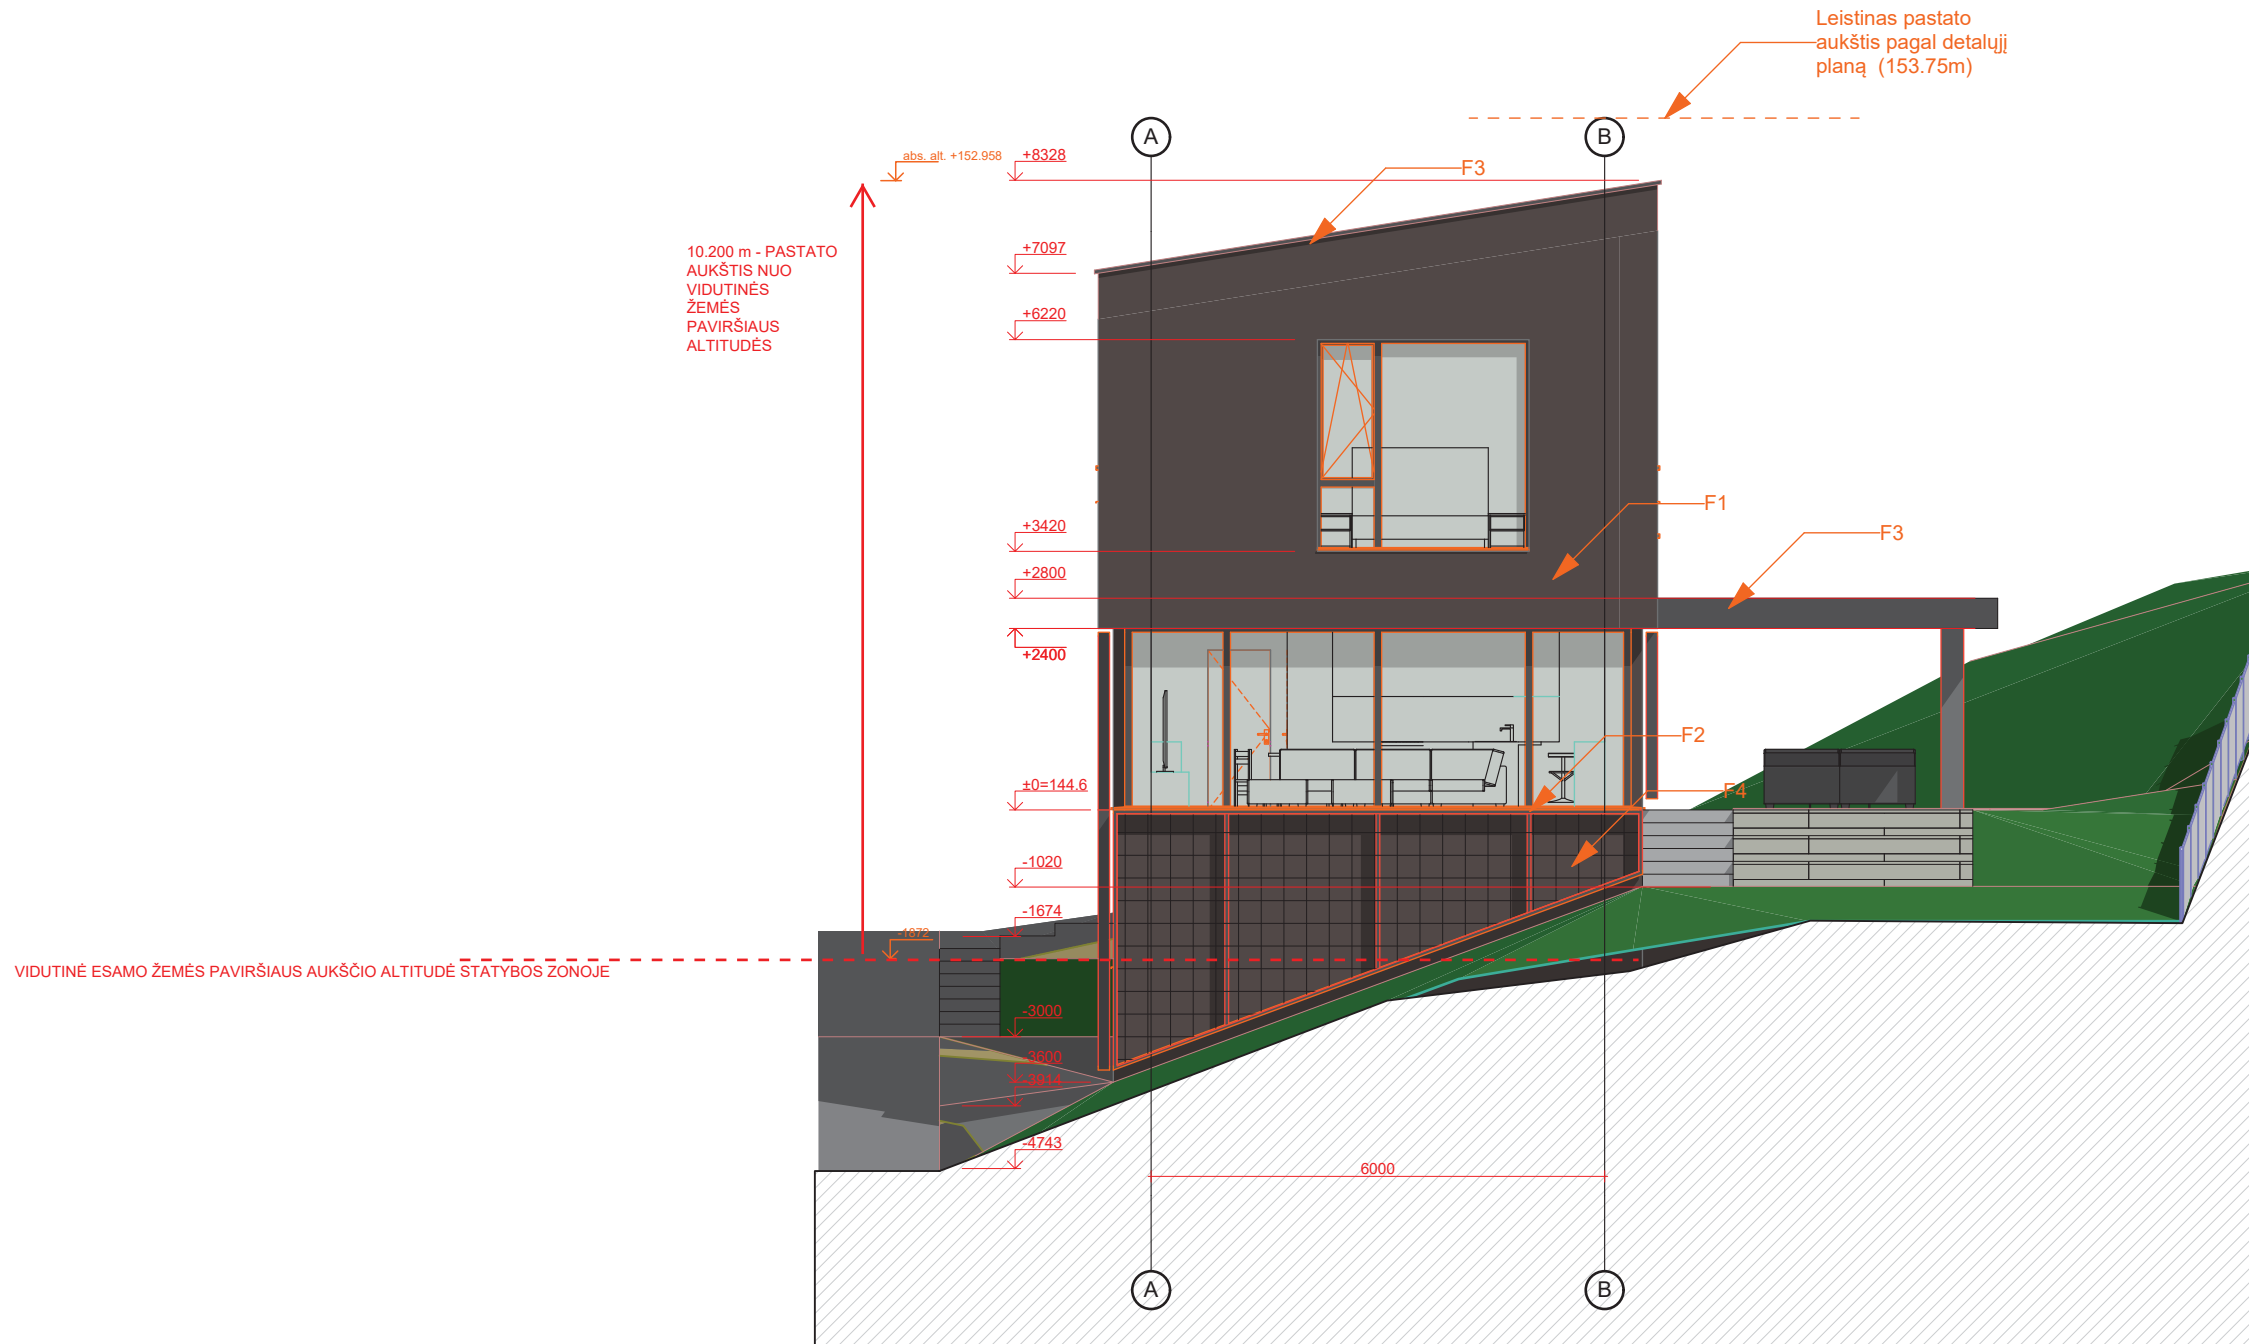 Leistinas pastato
aukštis pagal detalųjį
planą (153.75m)
A
B
abs. alt. +152.958
+8328
F3
10.200 m - PASTATO
AUKŠTIS NUO
VIDUTINĖS
ŽEMĖS
PAVIRŠIAUS
ALTITUDĖS
+7097
+6220
F1
+3420
F3
+2800
+2400
F2
±0=144.6
F4
-1020
-1674
-1872
VIDUTINĖ ESAMO ŽEMĖS PAVIRŠIAUS AUKŠČIO ALTITUDĖ STATYBOS ZONOJE
-3000
-3600
-3914
-4743
6000
A
B